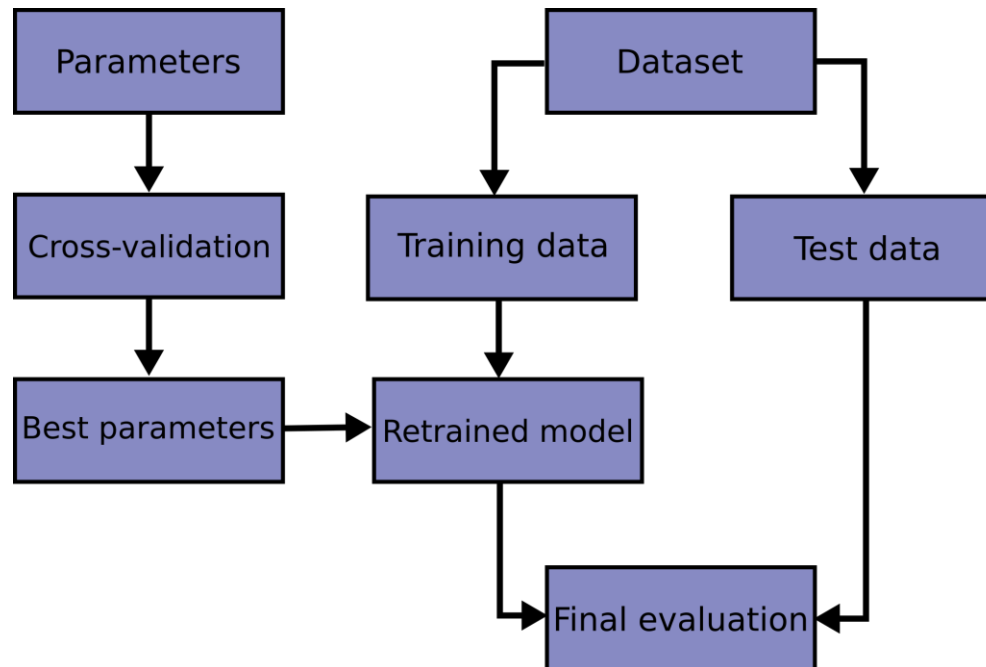 Parameters
Dataset
Cross-validation
Training data
Test data
Best parameters
Retrained model
Final evaluation